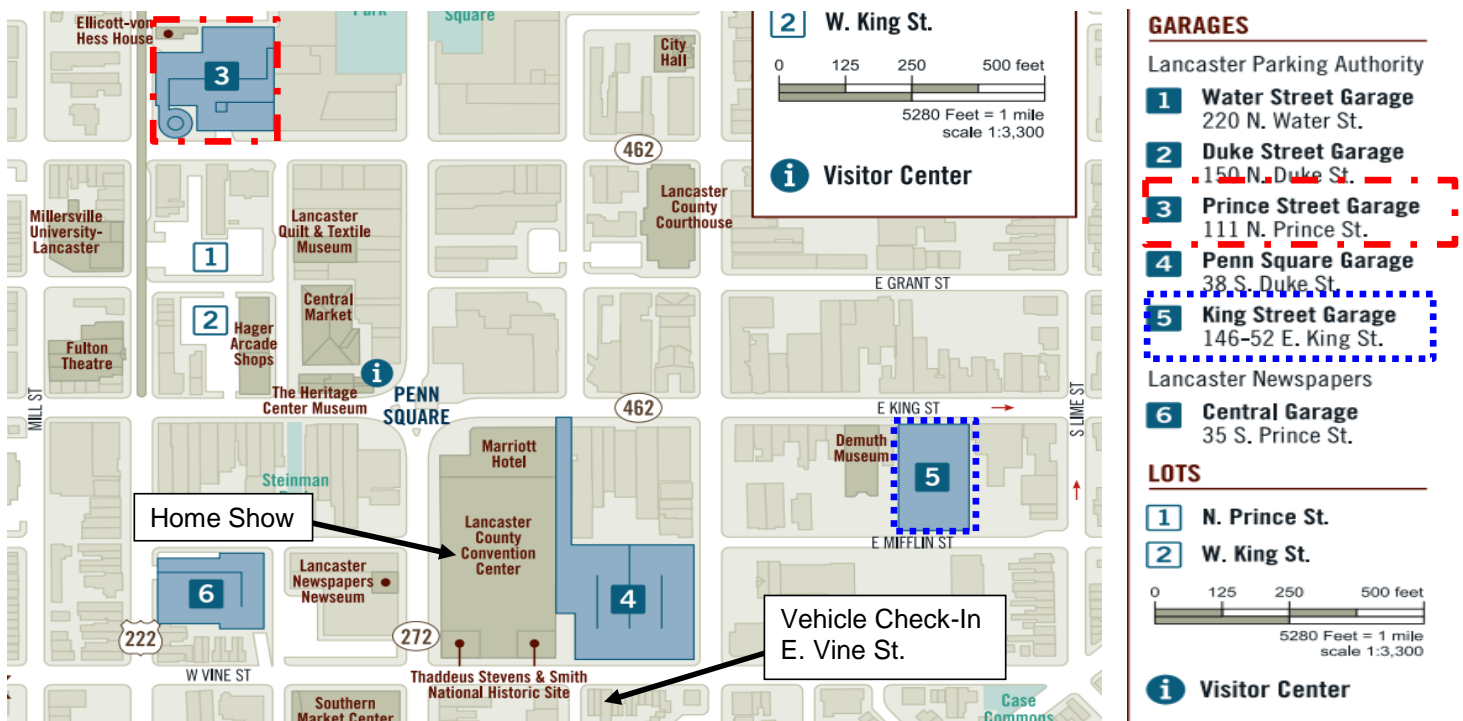 Ellicott-von
Hess House
3
Park
Square
City
Hall
2 W. King St.
0 125 250 500 feet
5280 Feet = 1 mile
scale 1:3,300
i Visitor Center
462
Millersville
University-
Lancaster
1
Lancaster
Quilt & Textile
Museum
Lancaster
County
Courthouse
E GRANT ST
2
Hager
Arcade
Shops
Central
Market
Fulton
Theatre
i
The Heritage
Center Museum
PENN
SQUARE
MILL ST
462
E KING ST
S LIME ST
Marriott
Hotel
Demuth
Museum
5
Steinman
Home Show
Lancaster
County
Convention
Center
E MIFFLIN ST
6
Lancaster
Newspapers
Newseum
4
Vehicle Check-In
E. Vine St.
222
272
W VINE ST
Thaddeus Stevens & Smith
National Historic Site
Southern
Market Center
Case
Commons
GARAGES
Lancaster Parking Authority
1 Water Street Garage
220 N. Water St.
2 Duke Street Garage
150 N. Duke St.
3 Prince Street Garage
111 N. Prince St.
4 Penn Square Garage
38 S. Duke St.
5 King Street Garage
146-52 E. King St.
Lancaster Newspapers
6 Central Garage
35 S. Prince St.
LOTS
1 N. Prince St.
2 W. King St.
0 125 250 500 feet
5280 Feet = 1 mile
scale 1:3,300
i Visitor Center